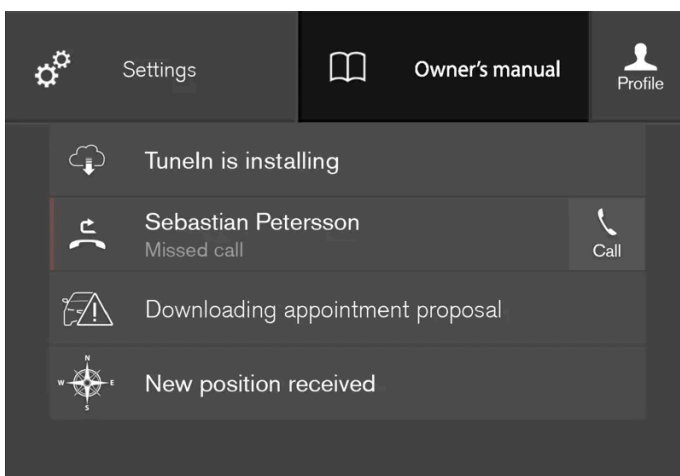 Settings
Owner's manual
Profile
TuneIn is installing
Sebastian Petersson
Missed call
Call
Downloading appointment proposal
N
W E
S
New position received